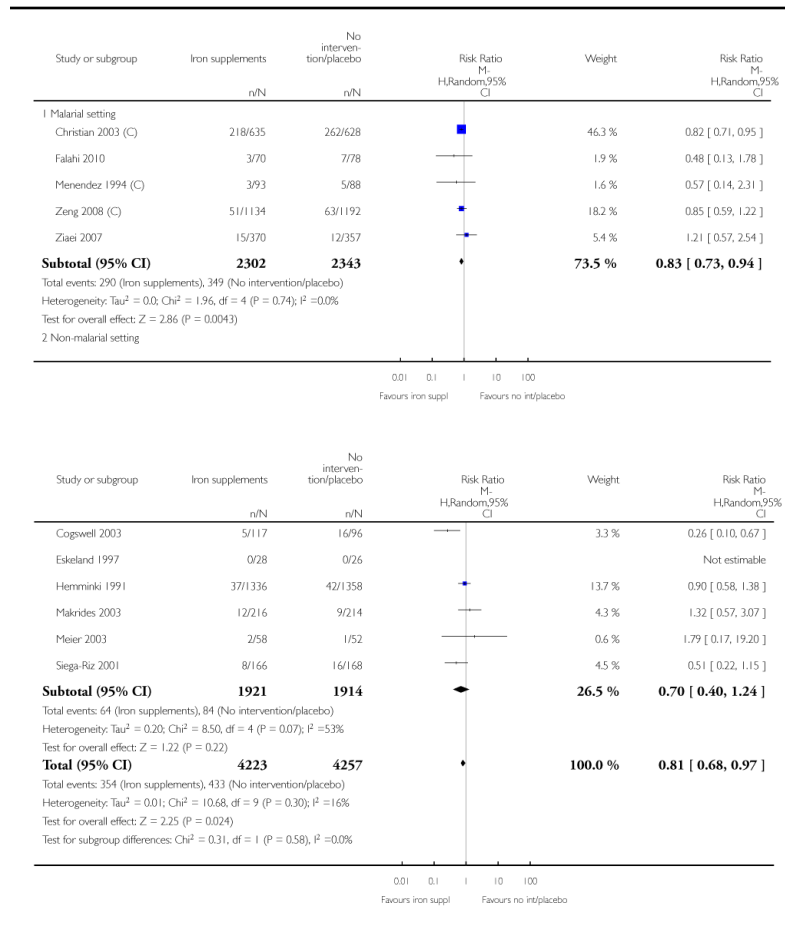 Study or subgroup Iron supplements No interven-tion/placebo Risk Ratio Weight Risk Ratio
n/N n/N M-H,Random,95% CI M-H,Random,95% CI
1 Malarial setting
Christian 2003 (C) 218/635 262/628 46.3 % 0.82 [ 0.71, 0.95 ]
Falahi 2010 3/70 7/78 1.9 % 0.48 [ 0.13, 1.78 ]
Menendez 1994 (C) 3/93 5/88 1.6 % 0.57 [ 0.14, 2.31 ]
Zeng 2008 (C) 51/1134 63/1192 18.2 % 0.85 [ 0.59, 1.22 ]
Ziaei 2007 15/370 12/357 5.4 % 1.21 [ 0.57, 2.54 ]
Subtotal (95% CI) 2302 2343 73.5 % 0.83 [ 0.73, 0.94 ]
Total events: 290 (Iron supplements), 349 (No intervention/placebo)
Heterogeneity: Tau² = 0.0; Chi² = 1.96, df = 4 (P = 0.74); I² =0.0%
Test for overall effect: Z = 2.86 (P = 0.0043)
2 Non-malarial setting
0.01 0.1 1 10 100
Favours iron suppl Favours no int/placebo
Study or subgroup Iron supplements No interven-tion/placebo Risk Ratio Weight Risk Ratio
n/N n/N M-H,Random,95% CI M-H,Random,95% CI
Cogswell 2003 5/117 16/96 3.3 % 0.26 [ 0.10, 0.67 ]
Eskeland 1997 0/28 0/26 Not estimable
Hemminki 1991 37/1336 42/1358 13.7 % 0.90 [ 0.58, 1.38 ]
Makrides 2003 12/216 9/214 4.3 % 1.32 [ 0.57, 3.07 ]
Meier 2003 2/58 1/52 0.6 % 1.79 [ 0.17, 19.20 ]
Siega-Riz 2001 8/166 16/168 4.5 % 0.51 [ 0.22, 1.15 ]
Subtotal (95% CI) 1921 1914 26.5 % 0.70 [ 0.40, 1.24 ]
Total events: 64 (Iron supplements), 84 (No intervention/placebo)
Heterogeneity: Tau² = 0.20; Chi² = 8.50, df = 4 (P = 0.07); I² =53%
Test for overall effect: Z = 1.22 (P = 0.22)
Total (95% CI) 4223 4257 100.0 % 0.81 [ 0.68, 0.97 ]
Total events: 354 (Iron supplements), 433 (No intervention/placebo)
Heterogeneity: Tau² = 0.01; Chi² = 10.68, df = 9 (P = 0.30); I² =16%
Test for overall effect: Z = 2.25 (P = 0.024)
Test for subgroup differences: Chi² = 0.31, df = 1 (P = 0.58), I² =0.0%
0.01 0.1 1 10 100
Favours iron suppl Favours no int/placebo